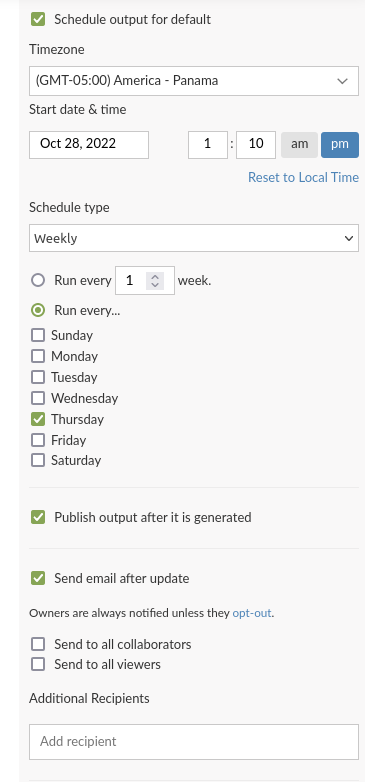 Schedule output for default
Timezone
(GMT-05:00) America - Panama
Start date & time
Oct 28, 2022 1 : 10 am pm
Reset to Local Time
Schedule type
Weekly
Run every 1 week.
Run every...
Sunday
Monday
Tuesday
Wednesday
Thursday
Friday
Saturday
Publish output after it is generated
Send email after update
Owners are always notified unless they opt-out.
Send to all collaborators
Send to all viewers
Additional Recipients
Add recipient